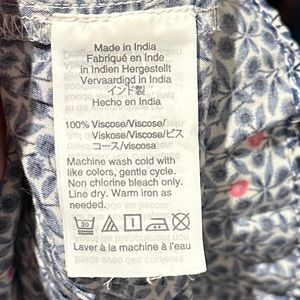 Made in India
Fabriqué en Inde
in Indien Hergestellt
Vervaardigd in India
インド製
Hecho en India
100% Viscose/Viscose/
Viskose/Viscose/ビス
コース/viscosa
Machine wash cold with
like colors, gentle cycle.
Non chlorine bleach only.
Line dry. Warm iron as
needed.
30
Laver à la machine à l'eau